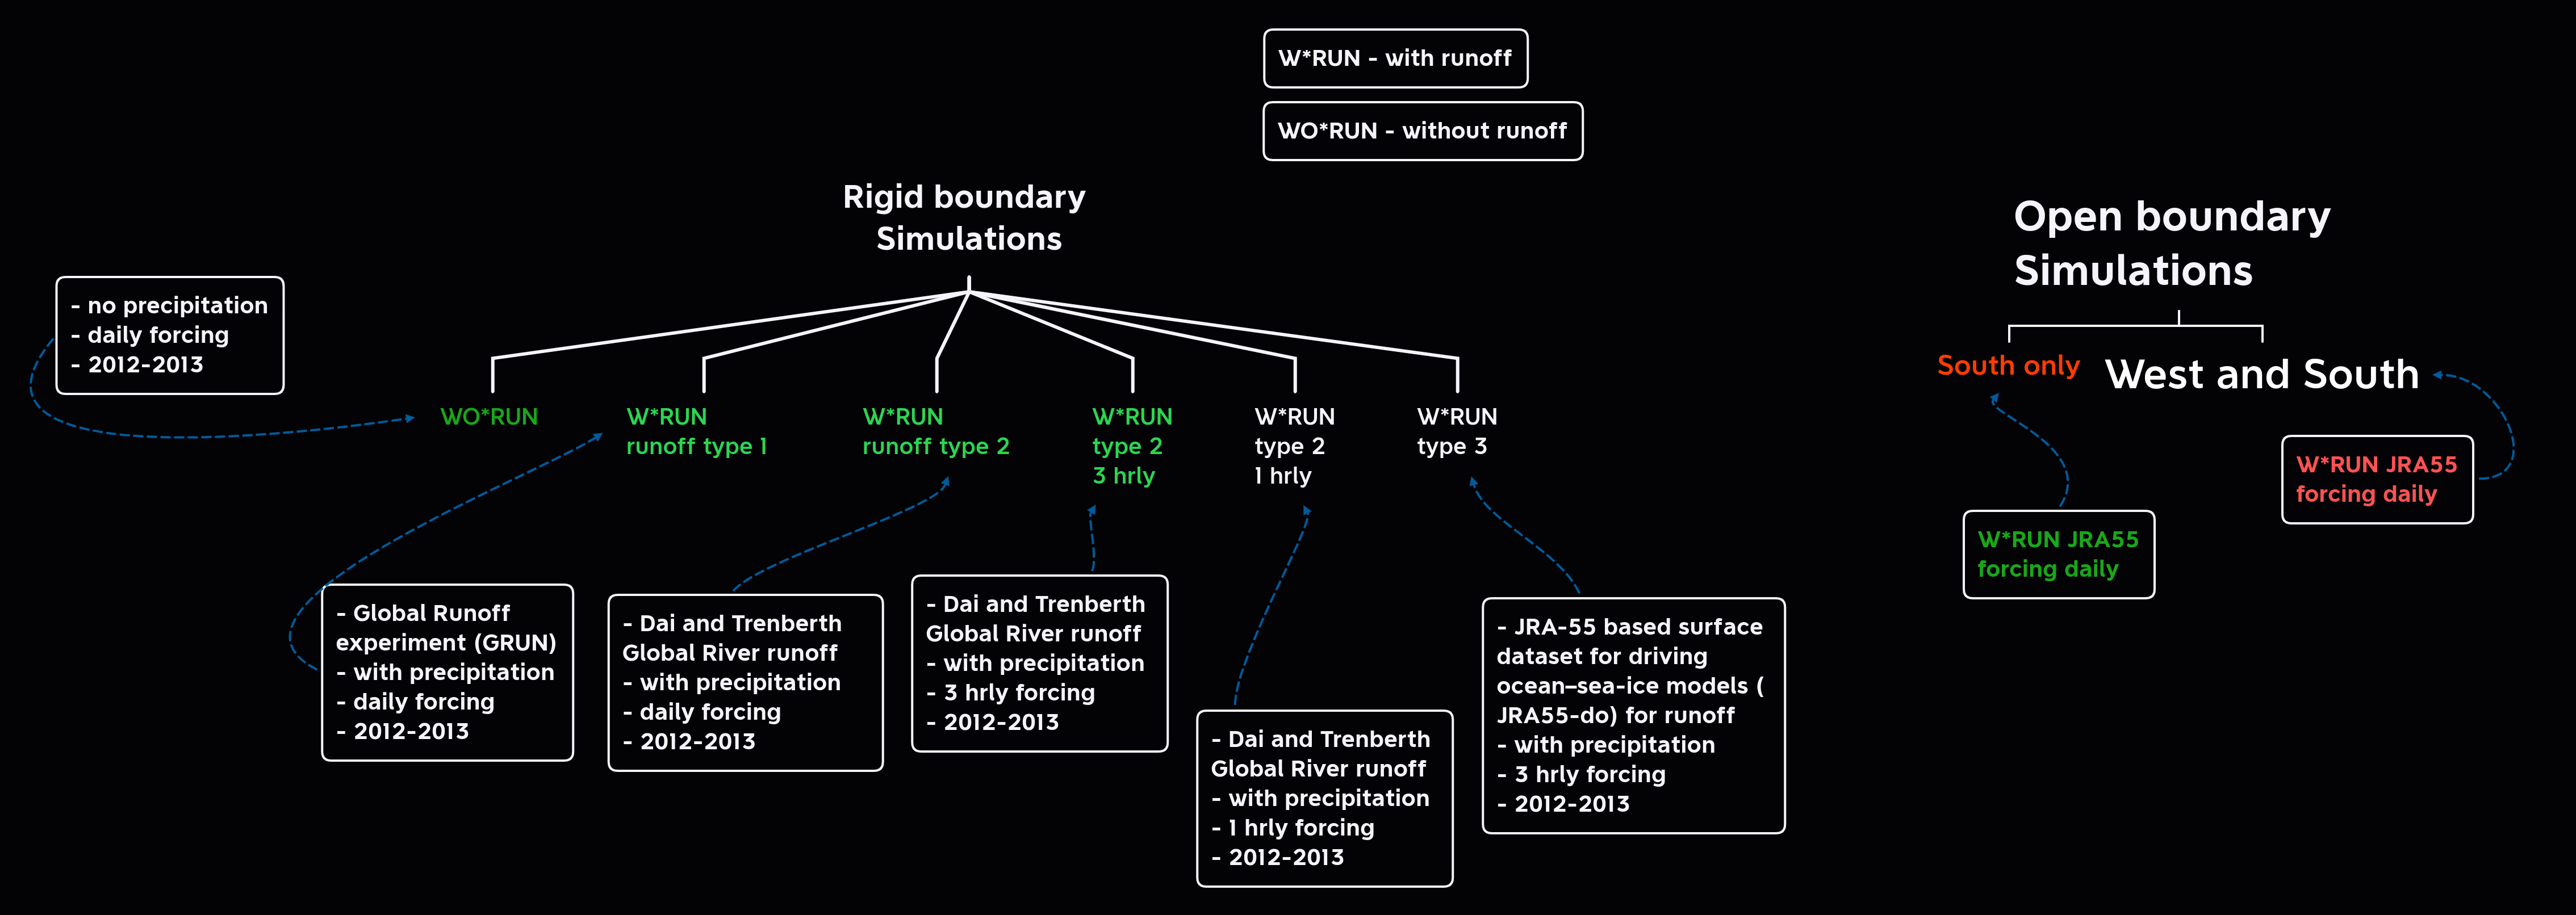 W*RUN - with runoff
WO*RUN - without runoff
Rigid boundary
Simulations
- no precipitation
- daily forcing
- 2012-2013
WO*RUN
W*RUN
runoff type 1
W*RUN
runoff type 2
W*RUN
type 2
3 hrly
W*RUN
type 2
1 hrly
W*RUN
type 3
- Global Runoff
experiment (GRUN)
- with precipitation
- daily forcing
- 2012-2013
- Dai and Trenberth
Global River runoff
- with precipitation
- daily forcing
- 2012-2013
- Dai and Trenberth
Global River runoff
- with precipitation
- 3 hrly forcing
- 2012-2013
- Dai and Trenberth
Global River runoff
- with precipitation
- 1 hrly forcing
- 2012-2013
- JRA-55 based surface
dataset for driving
ocean–sea-ice models (
JRA55-do) for runoff
- with precipitation
- 3 hrly forcing
- 2012-2013
Open boundary
Simulations
South only
West and South
W*RUN JRA55
forcing daily
W*RUN JRA55
forcing daily